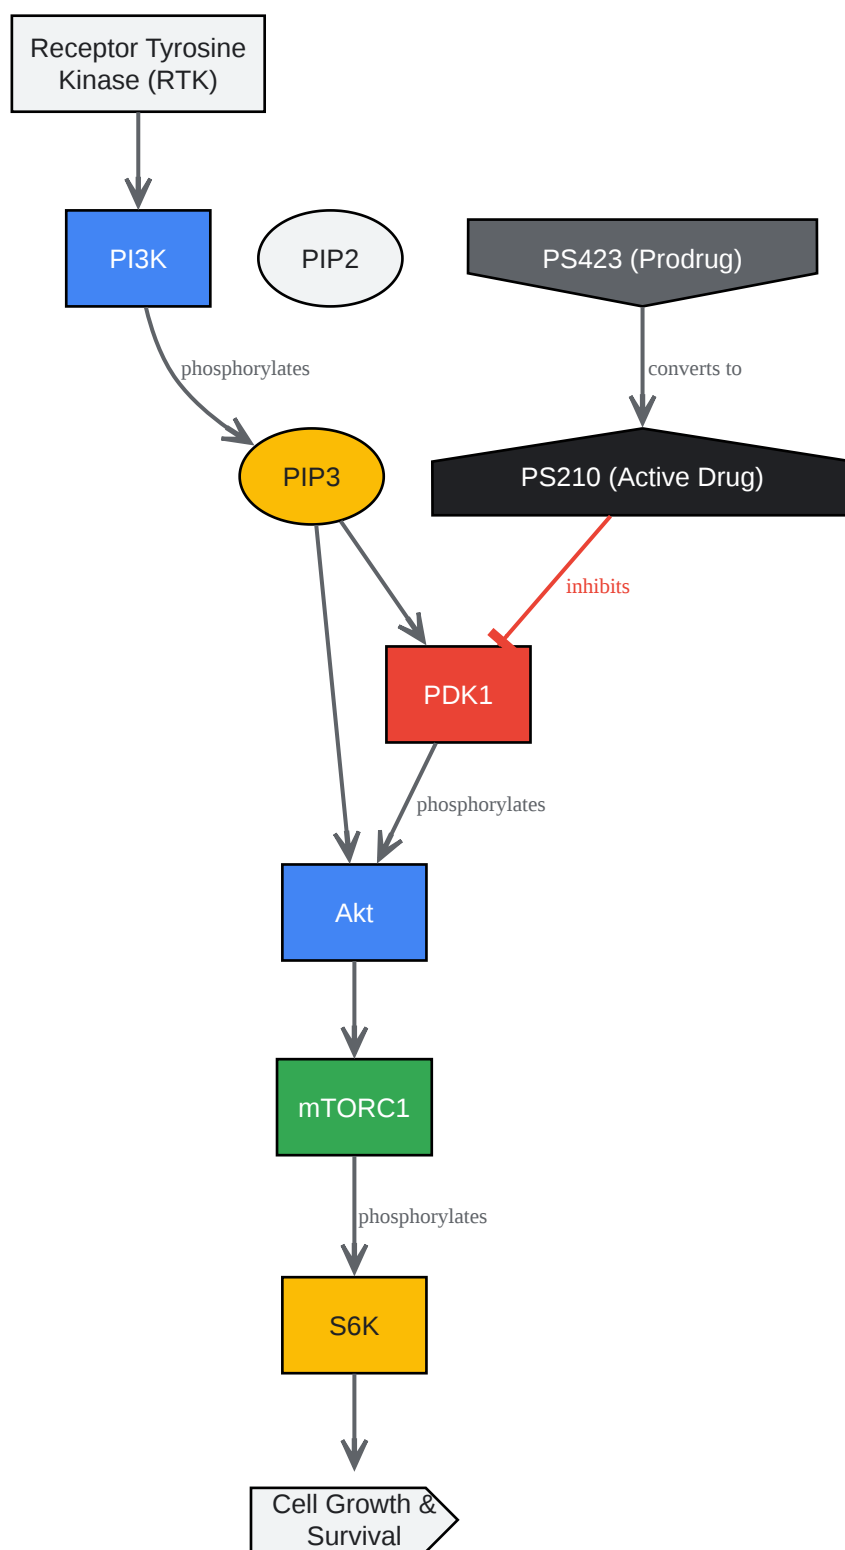 Receptor Tyrosine
Kinase (RTK)
PI3K
PIP2
PS423 (Prodrug)
phosphorylates
converts to
PIP3
PS210 (Active Drug)
inhibits
PDK1
phosphorylates
Akt
mTORC1
phosphorylates
S6K
Cell Growth &
Survival